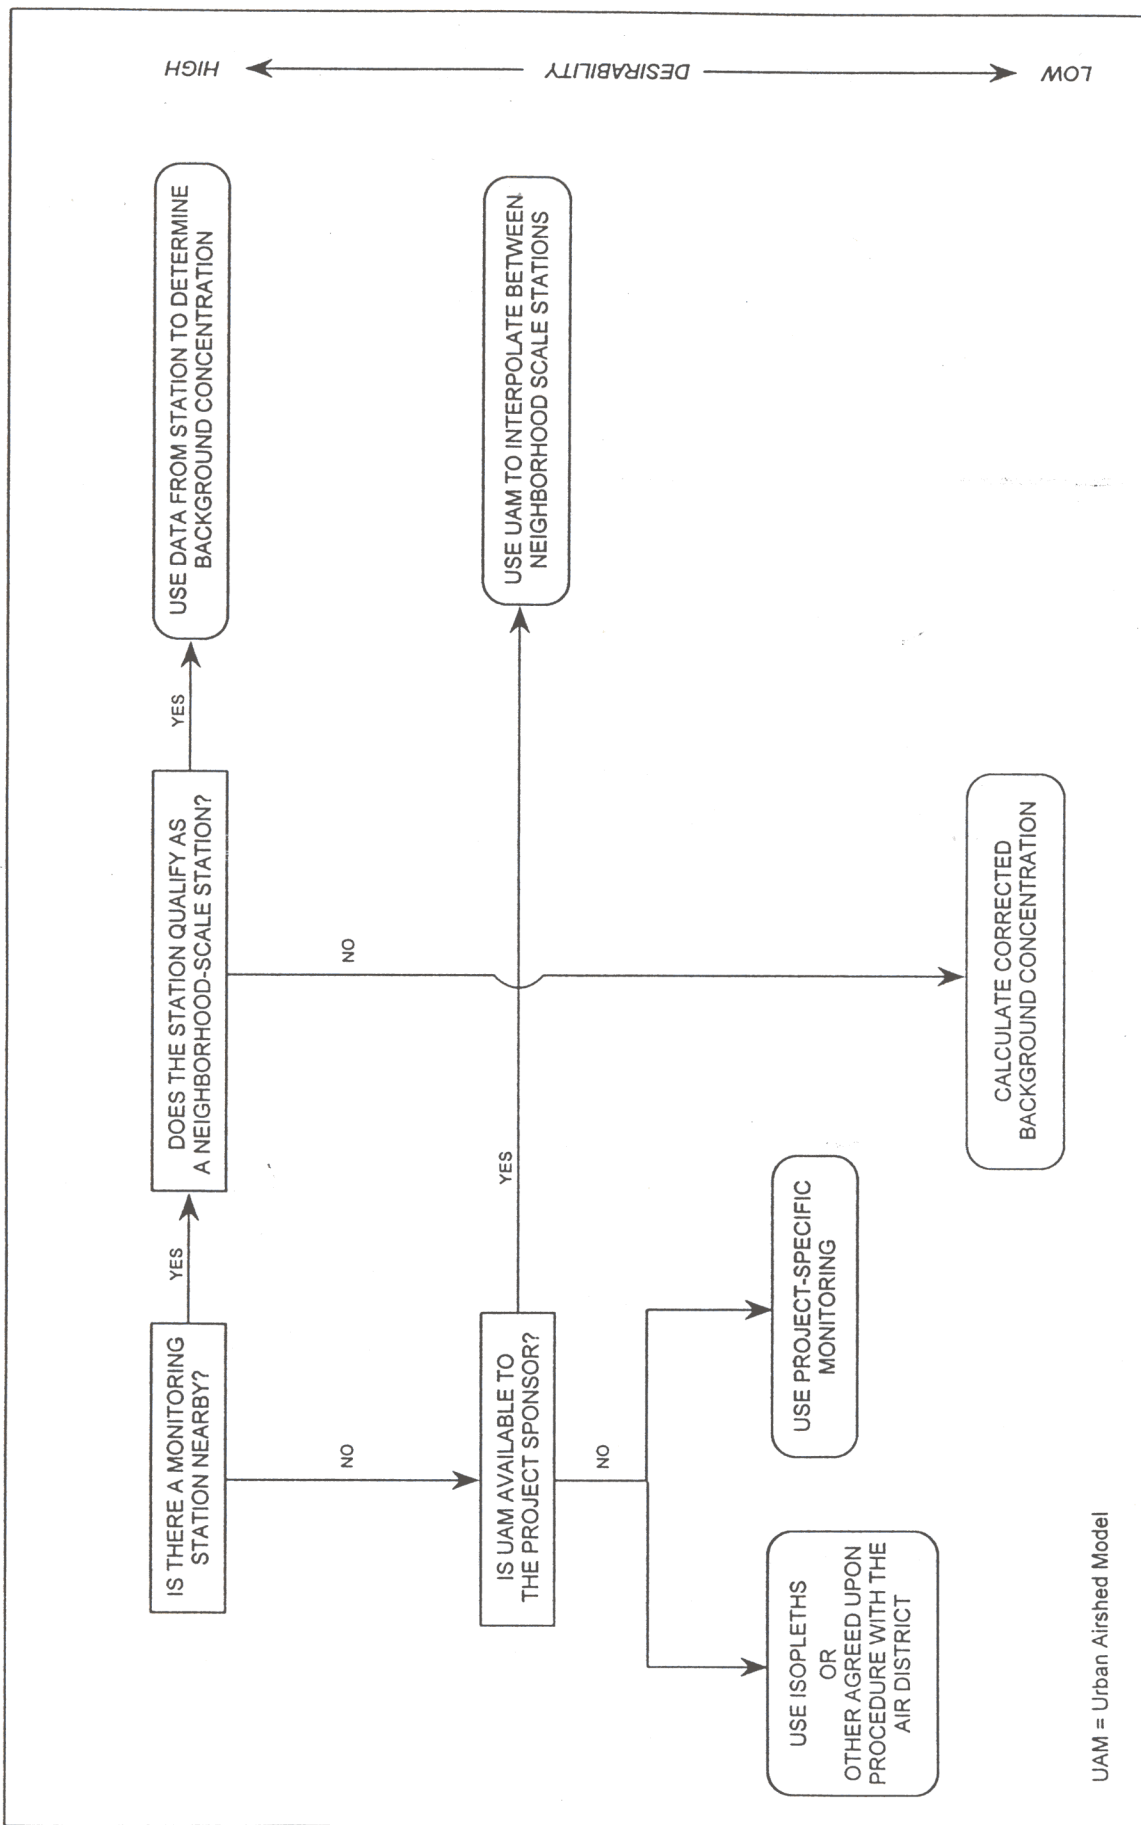 IS THERE A MONITORING
STATION NEARBY?
YES
DOES THE STATION QUALIFY AS
A NEIGHBORHOOD-SCALE STATION?
YES
USE DATA FROM STATION TO DETERMINE
BACKGROUND CONCENTRATION
HIGH
NO
NO
IS UAM AVAILABLE TO
THE PROJECT SPONSOR?
YES
USE UAM TO INTERPOLATE BETWEEN
NEIGHBORHOOD SCALE STATIONS
DESIRABILITY
NO
USE ISOPLETHS
OR
OTHER AGREED UPON
PROCEDURE WITH THE
AIR DISTRICT
USE PROJECT-SPECIFIC
MONITORING
CALCULATE CORRECTED
BACKGROUND CONCENTRATION
LOW
UAM = Urban Airshed Model